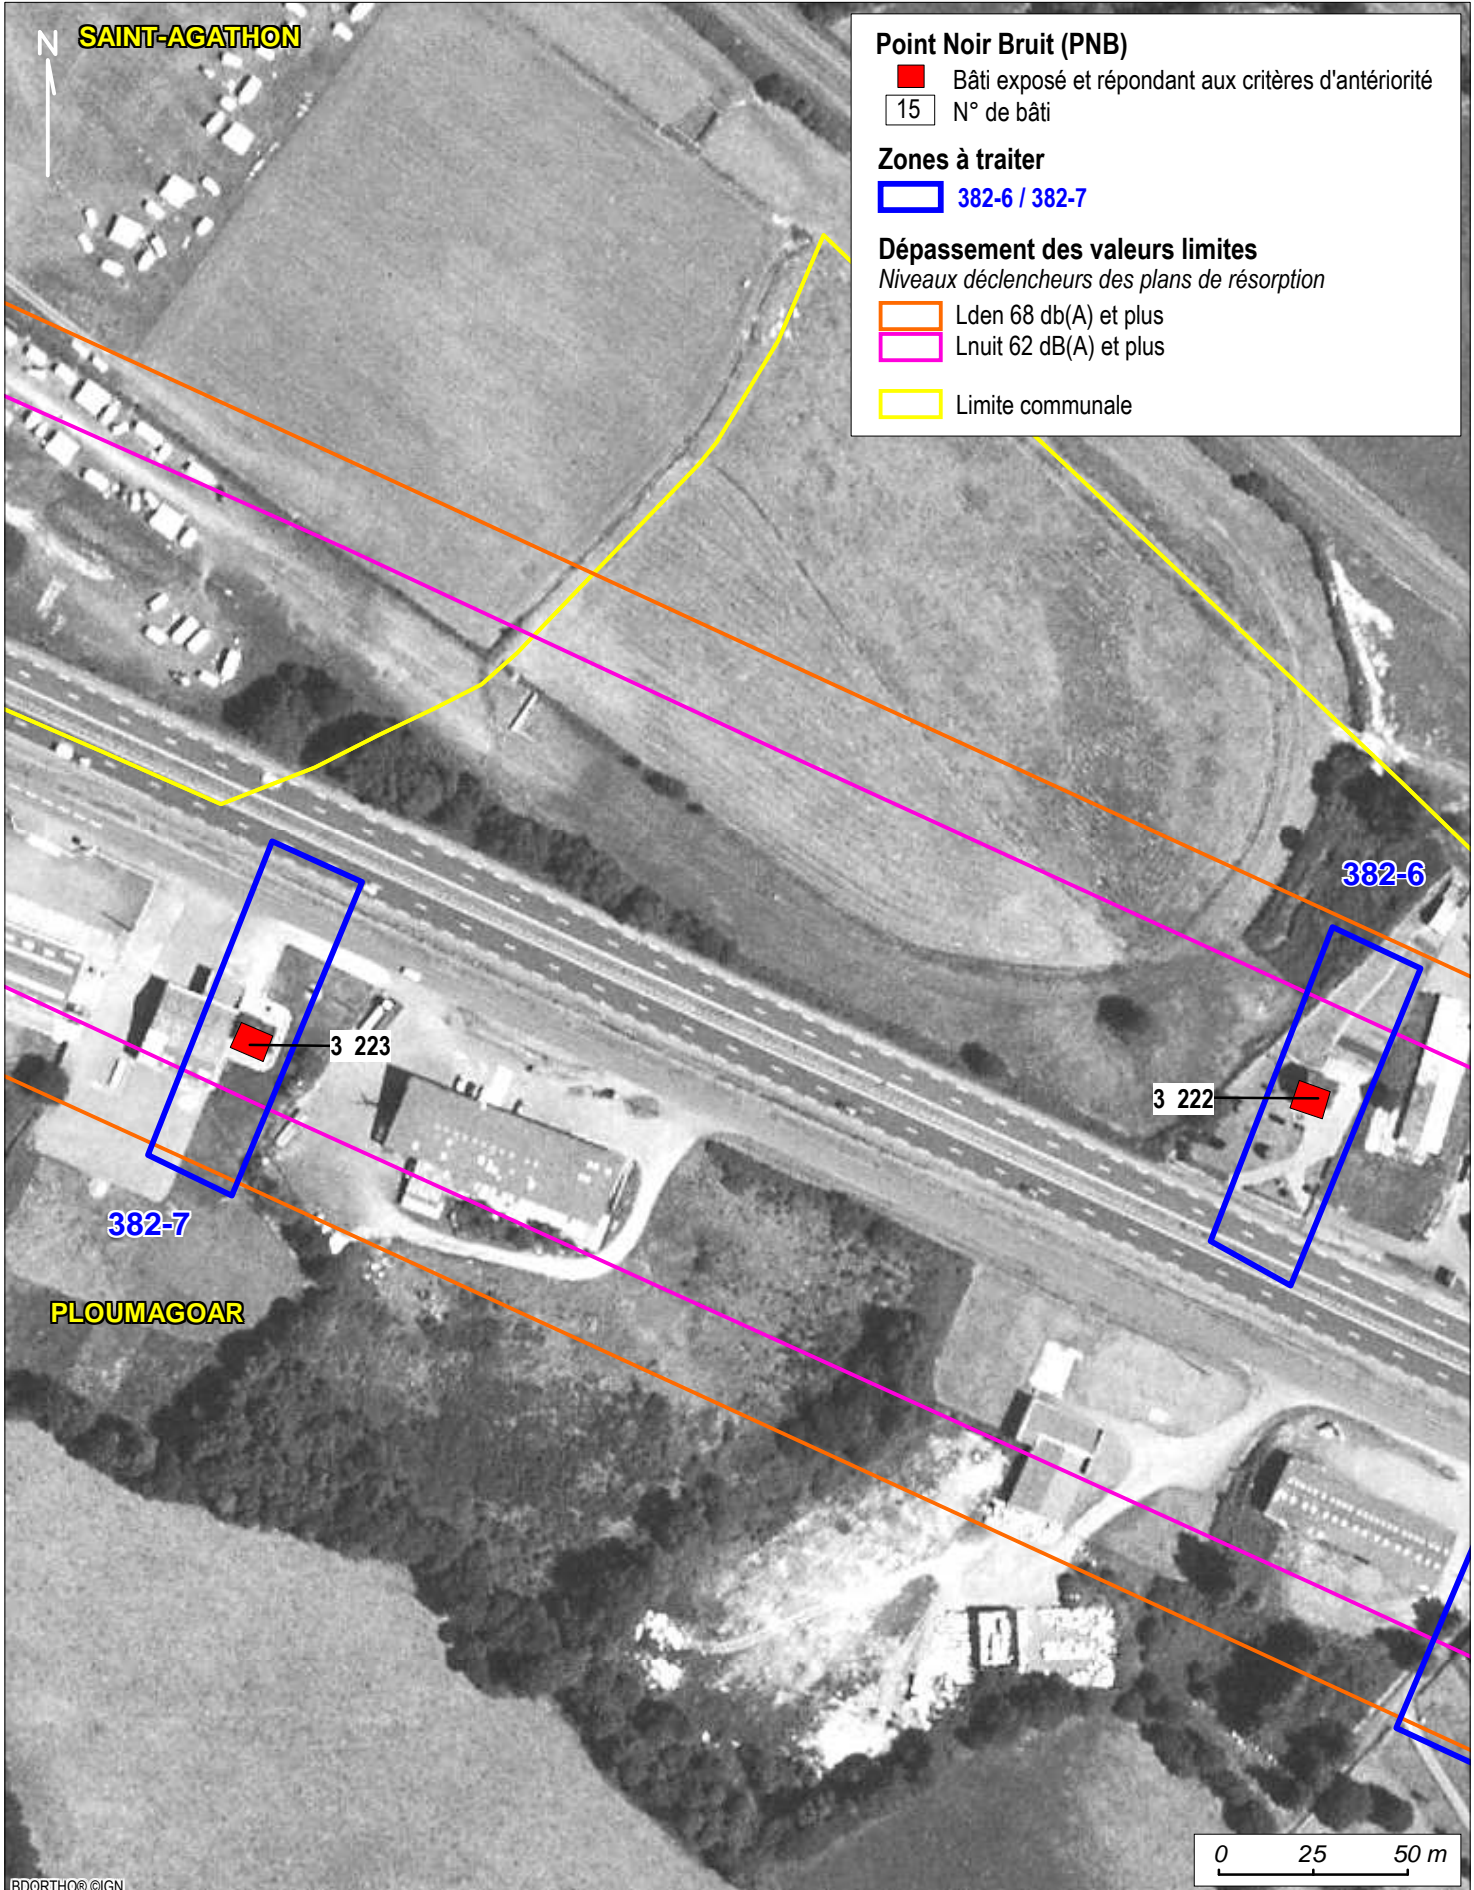 N
SAINT-AGATHON
Point Noir Bruit (PNB)
Bâti exposé et répondant aux critères d'antériorité
15 N° de bâti
Zones à traiter
382-6 / 382-7
Dépassement des valeurs limites
Niveaux déclencheurs des plans de résorption
Lden 68 db(A) et plus
Lnuit 62 dB(A) et plus
Limite communale
382-6
3 223
3 222
382-7
PLOUMAGOAR
0 25 50 m
BDORTHO® ©IGN